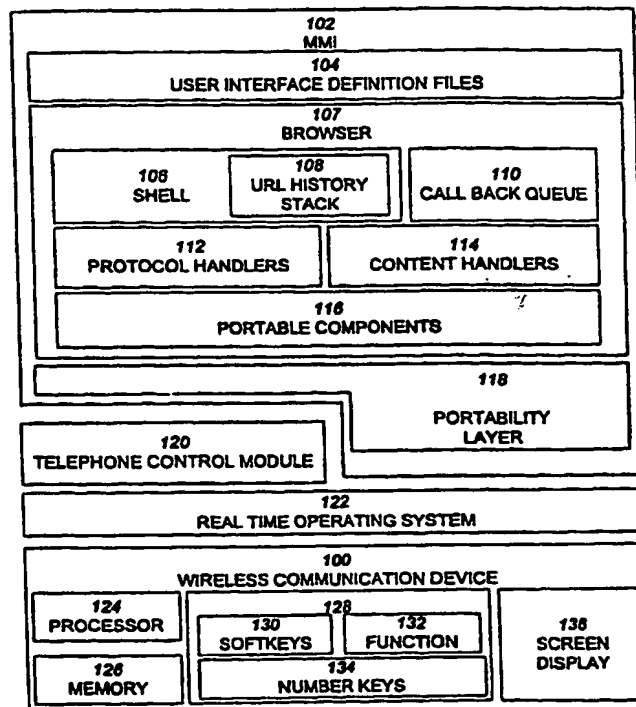 102
MMI
104
USER INTERFACE DEFINITION FILES
107
BROWSER
106
SHELL
108
URL HISTORY
STACK
110
CALL BACK QUEUE
112
PROTOCOL HANDLERS
114
CONTENT HANDLERS
116
PORTABLE COMPONENTS
118
PORTABILITY
LAYER
120
TELEPHONE CONTROL MODULE
122
REAL TIME OPERATING SYSTEM
100
WIRELESS COMMUNICATION DEVICE
124
PROCESSOR
126
MEMORY
128
130
SOFTKEYS
132
FUNCTION
134
NUMBER KEYS
136
SCREEN
DISPLAY